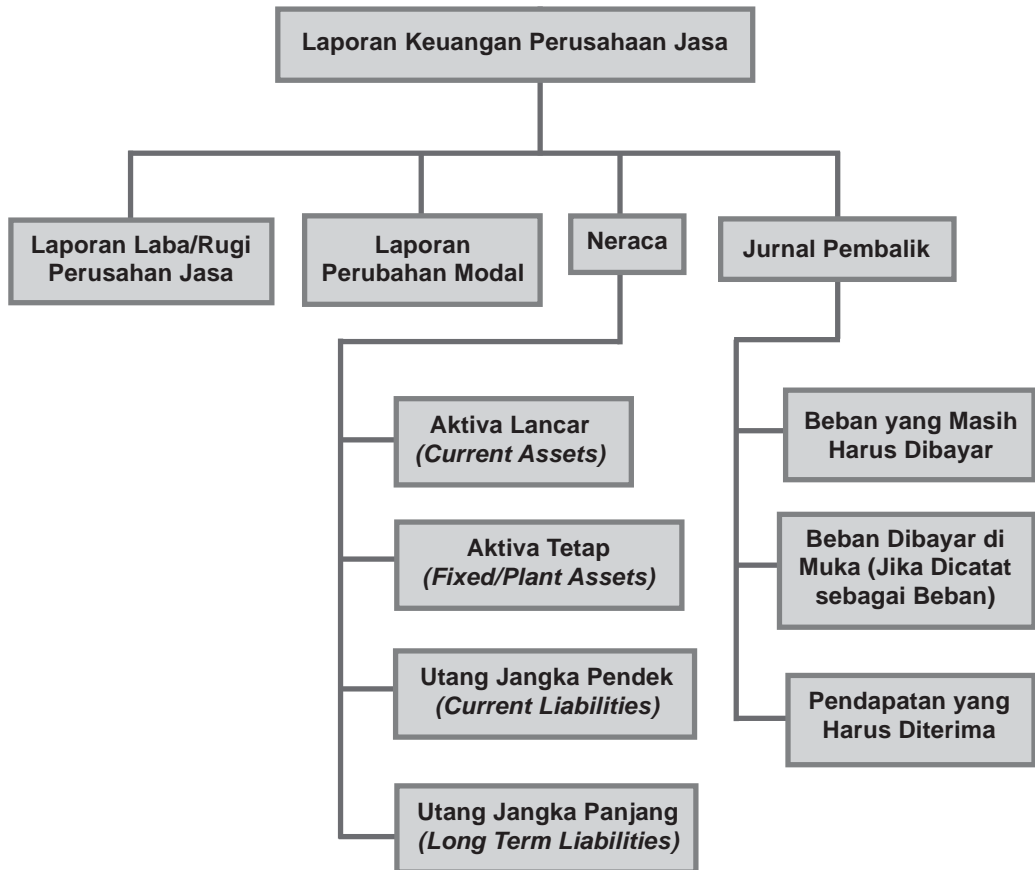 Laporan Keuangan Perusahaan Jasa
Laporan Laba/Rugi
Perusahan Jasa
Laporan
Perubahan Modal
Neraca
Jurnal Pembalik
Aktiva Lancar
(Current Assets)
Aktiva Tetap
(Fixed/Plant Assets)
Utang Jangka Pendek
(Current Liabilities)
Utang Jangka Panjang
(Long Term Liabilities)
Beban yang Masih
Harus Dibayar
Beban Dibayar di
Muka (Jika Dicatat
sebagai Beban)
Pendapatan yang
Harus Diterima